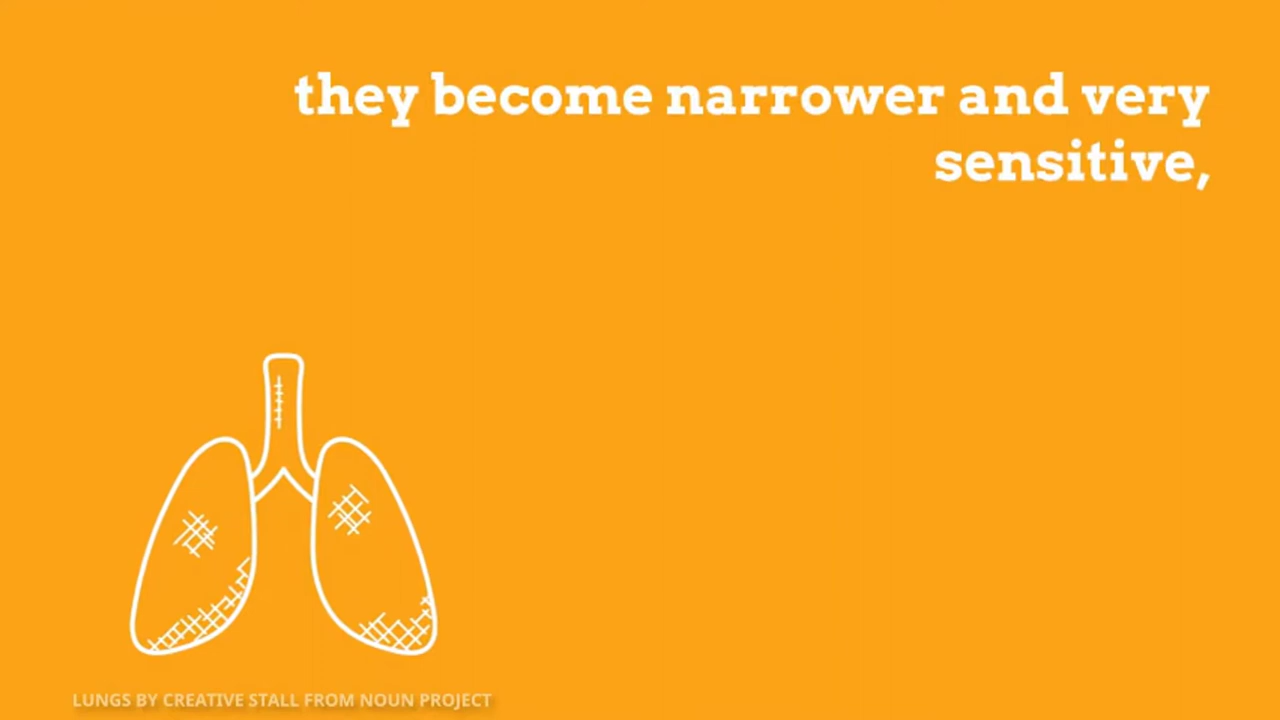 they become narrower and very
sensitive,
LUNGS BY CREATIVE STALL FROM NOUN PROJECT